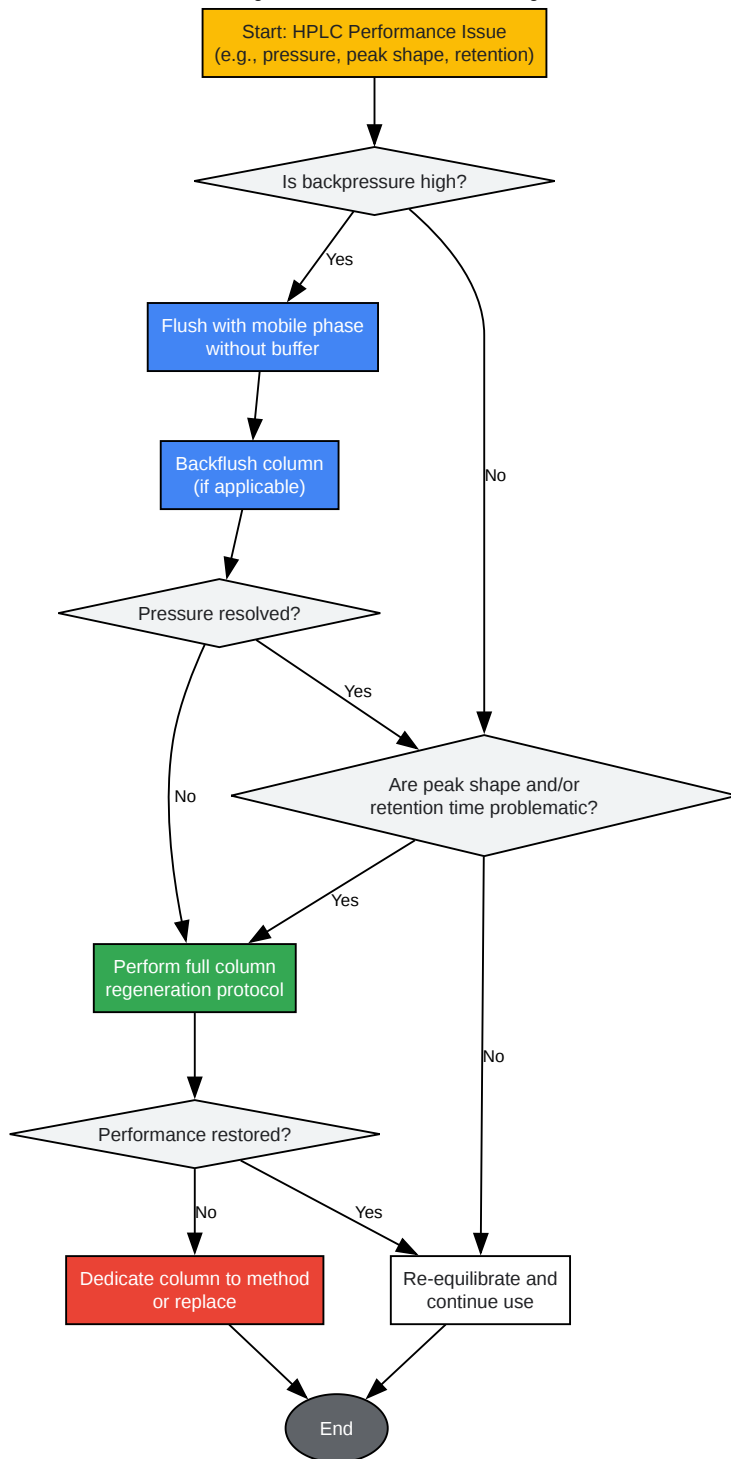 Start: HPLC Performance Issue
(e.g., pressure, peak shape, retention)
Is backpressure high?
Yes
Flush with mobile phase
without buffer
Backflush column
(if applicable)
No
Pressure resolved?
Yes
Are peak shape and/or
retention time problematic?
No
Yes
Perform full column
regeneration protocol
No
Performance restored?
No
Yes
Dedicate column to method
or replace
Re-equilibrate and
continue use
End